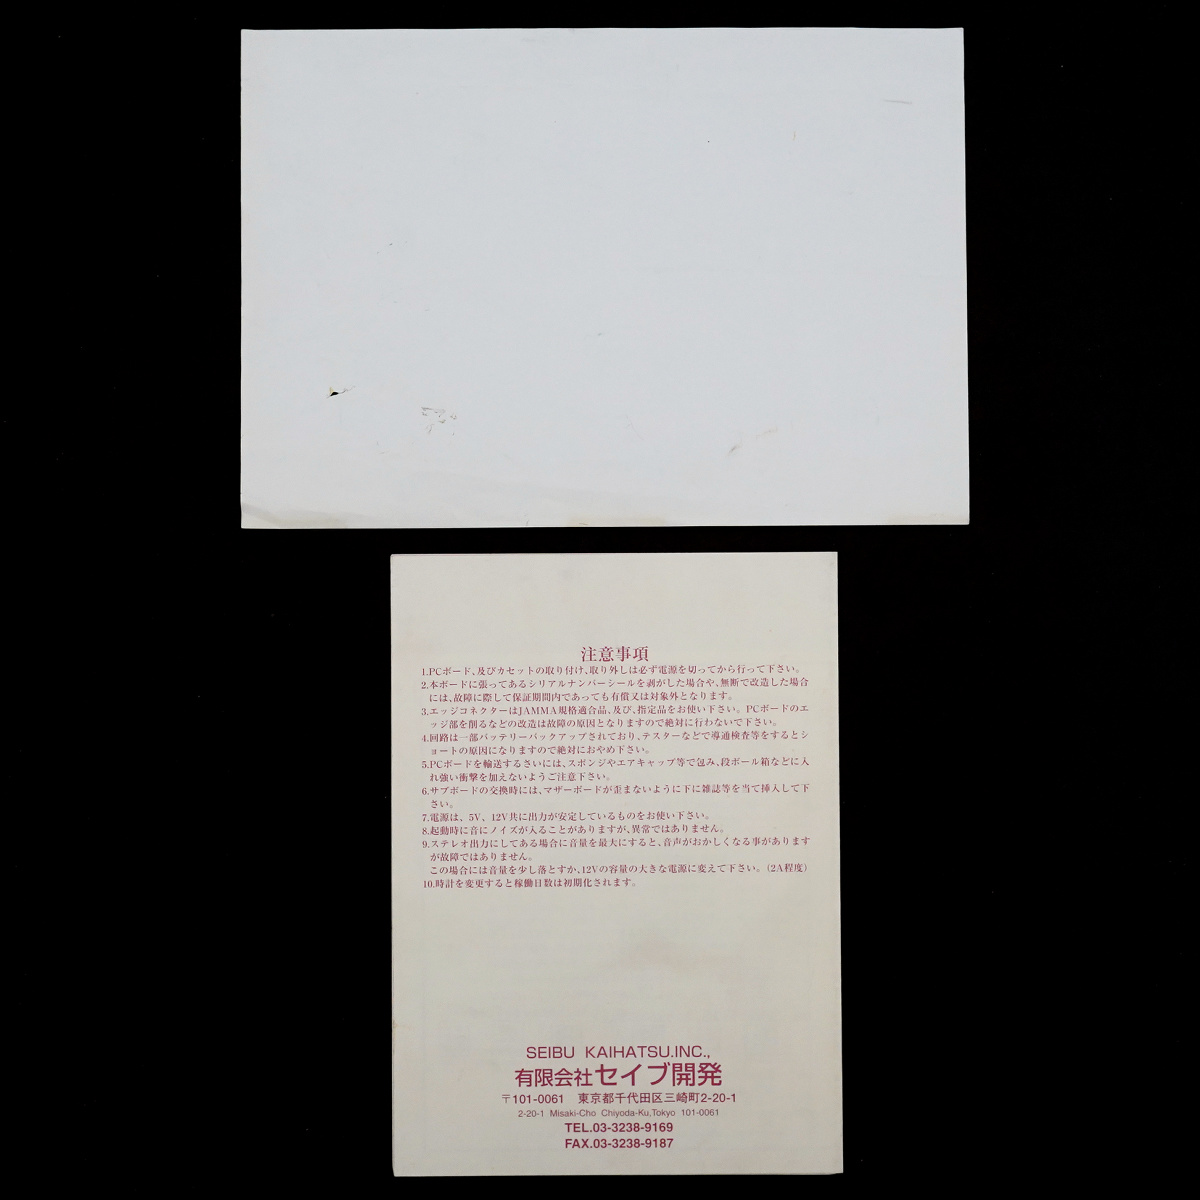 注意事項
1.PCボード、及びカセットの取り付け、取り外しは必ず電源を切ってから行って下さい。
2.本ボードに張ってあるシリアルナンバーシールを剥がした場合や、無断で改造した場合
には、故障に際して保証期間内であっても有償又は対象外となります。
3.エッジコネクターはJAMMA規格適合品、及び、指定品をお使い下さい。PCボードのエ
ッジ部を削るなどの改造は故障の原因となりますので絶対に行わないで下さい。
4.回路は一部バッテリーバックアップされており、テスターなどで導通検査等をするとシ
ョートの原因になりますので絶対におやめ下さい。
5.PCボードを輸送するさいには、スポンジやエアキャップ等で包み、段ボール箱などに入
れ強い衝撃を加えないようご注意下さい。
6.サブボードの交換時には、マザーボードが歪まないように下に雑誌等を当て挿入して下
さい。
7.電源は、5V、12V共に出力が安定しているものをお使い下さい。
8.起動時に音にノイズが入ることがありますが、異常ではありません。
9.ステレオ出力にしてある場合に音量を最大にすると、音声がおかしくなる事があります
が故障ではありません。
この場合には音量を少し落とすか、12Vの容量の大きな電源に変えて下さい。(2A程度)
10.時計を変更すると稼働日数は初期化されます。
SEIBU KAIHATSU.INC.,
有限会社セイブ開発
〒101-0061 東京都千代田区三崎町2-20-1
2-20-1 Misaki-Cho Chiyoda-Ku,Tokyo 101-0061
TEL.03-3238-9169
FAX.03-3238-9187